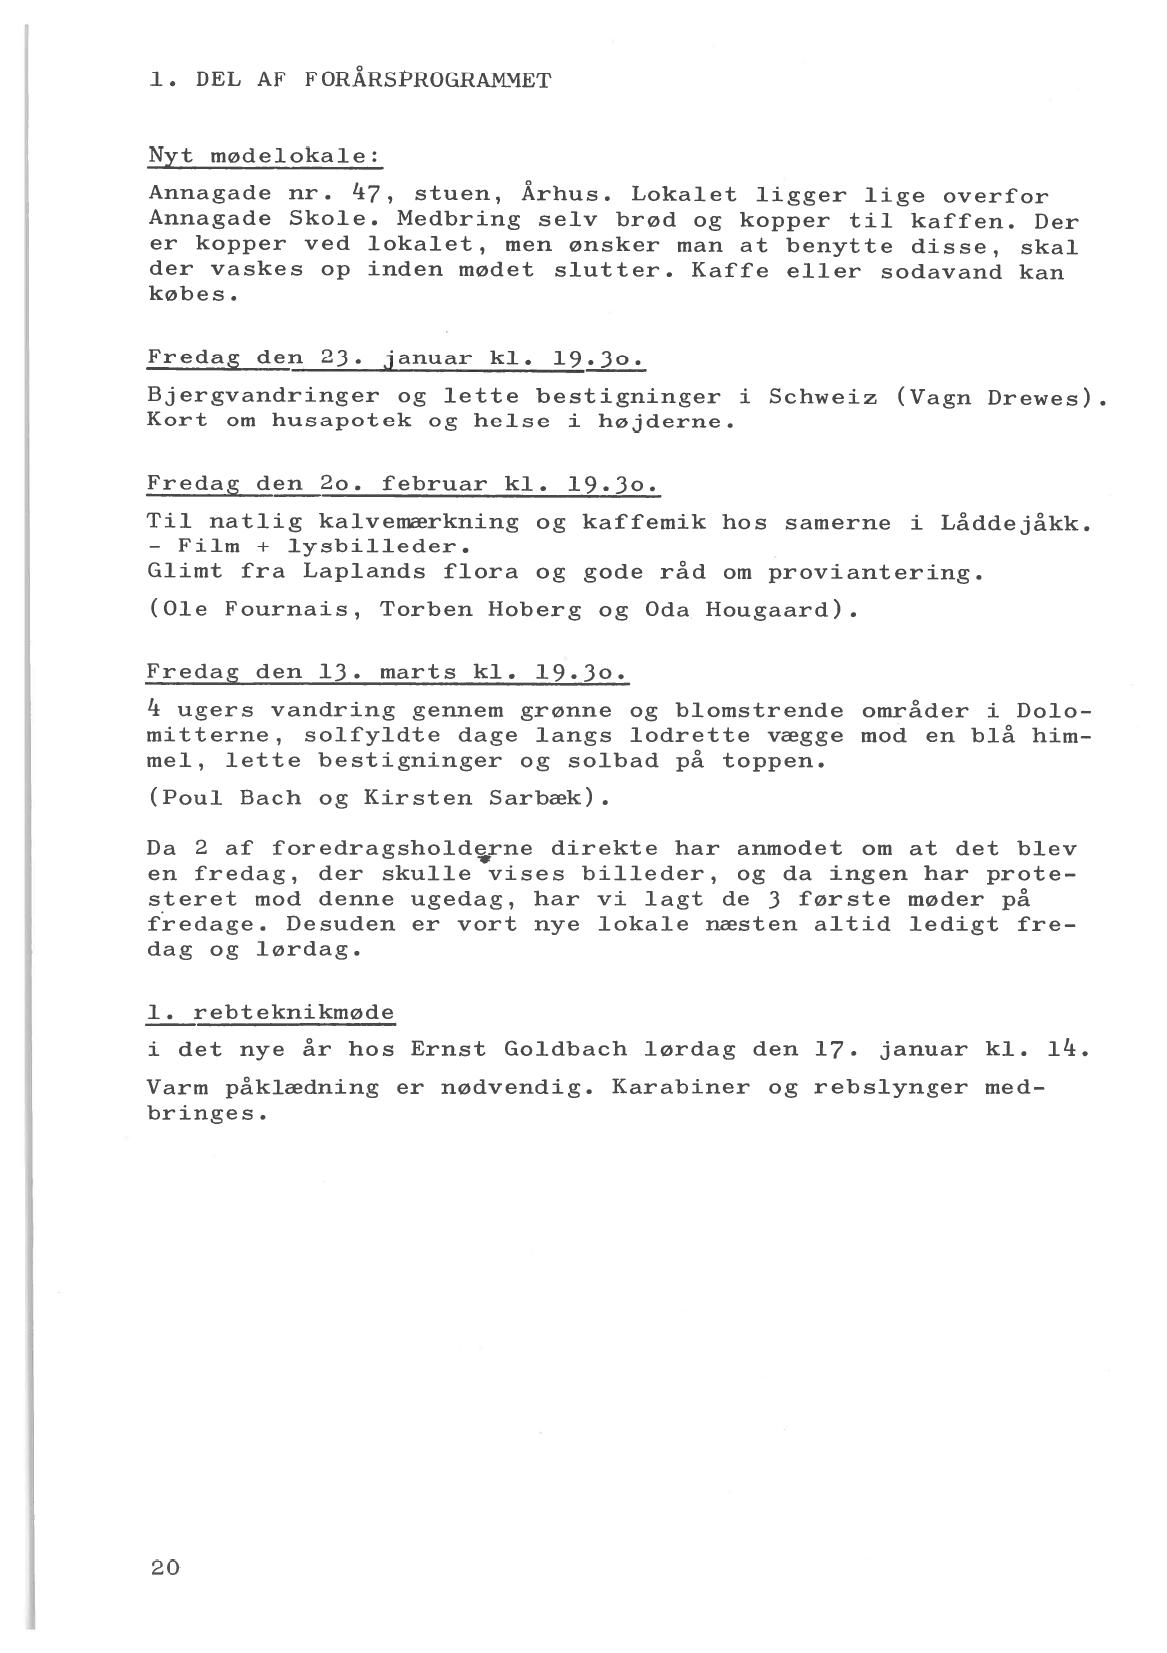 1. DEL AF FORÅRSPROGRAMMET
Nyt mødelokale:
Annagade nr. 47, stuen, Århus. Lokalet ligger lige overfor
Annagade Skole. Medbring selv brød og kopper til kaffen. Der
er kopper ved lokalet, men ønsker man at benytte disse, skal
der vaskes op inden mødet slutter. Kaffe eller sodavand kan
købes.
Fredag den 23. januar kl. 19.3o.
Bjergvandringer og lette bestigninger i Schweiz (Vagn Drewes).
Kort om husapotek og helse i højderne.
Fredag den 2o. februar kl. 19.3o.
Til natlig kalvemærkning og kaffemik hos samerne i Låddejåkk.
- Film + lysbilleder.
Glimt fra Laplands flora og gode råd om proviantering.
(Ole Fournais, Torben Hoberg og Oda Hougaard).
Fredag den 13. marts kl. 19.3o.
4 ugers vandring gennem grønne og blomstrende områder i Dolo-
mitterne, solfyldte dage langs lodrette vægge mod en blå him-
mel, lette bestigninger og solbad på toppen.
(Poul Bach og Kirsten Sarbæk).
Da 2 af foredragsholderne direkte har anmodet om at det blev
en fredag, der skulle vises billeder, og da ingen har prote-
steret mod denne ugedag, har vi lagt de 3 første møder på
fredage. Desuden er vort nye lokale næsten altid ledigt fre-
dag og lørdag.
1. rebteknikmøde
i det nye år hos Ernst Goldbach lørdag den 17. januar kl. 14.
Varm påklædning er nødvendig. Karabiner og rebslynger med-
bringes.
20